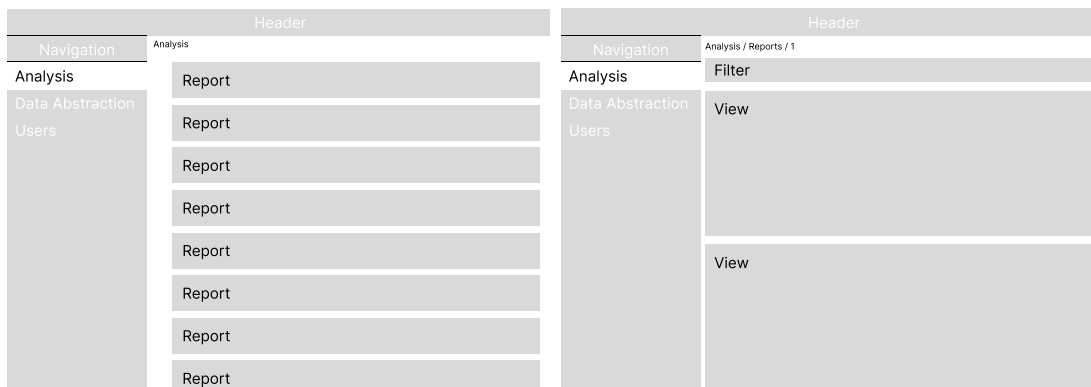 Header
Navigation
Analysis
Data Abstraction
Users
Analysis
Report
Report
Report
Report
Report
Report
Report
Report
Header
Navigation
Analysis
Data Abstraction
Users
Analysis / Reports / 1
Filter
View
View